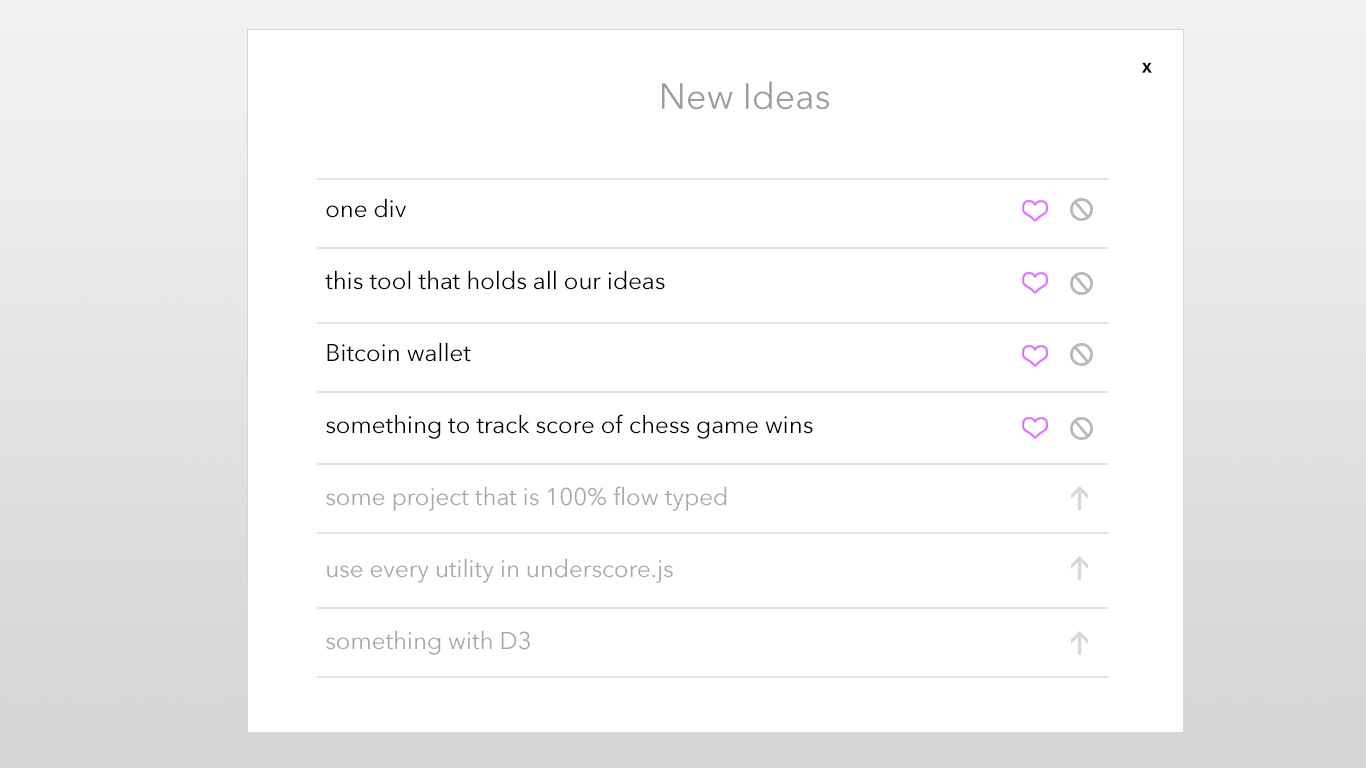 x
New Ideas
one div
this tool that holds all our ideas
Bitcoin wallet
something to track score of chess game wins
some project that is 100% flow typed
use every utility in underscore.js
something with D3